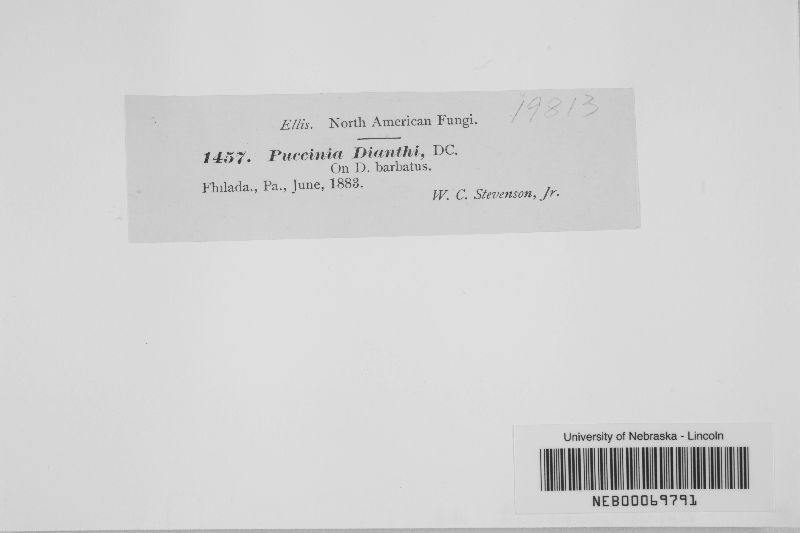 19813
Ellis. North American Fungi.
1457. Puccinia Dianthi, DC.
On D. barbatus.
Philada., Pa., June, 1883.
W. C. Stevenson, Jr.
University of Nebraska - Lincoln
NEB00069791